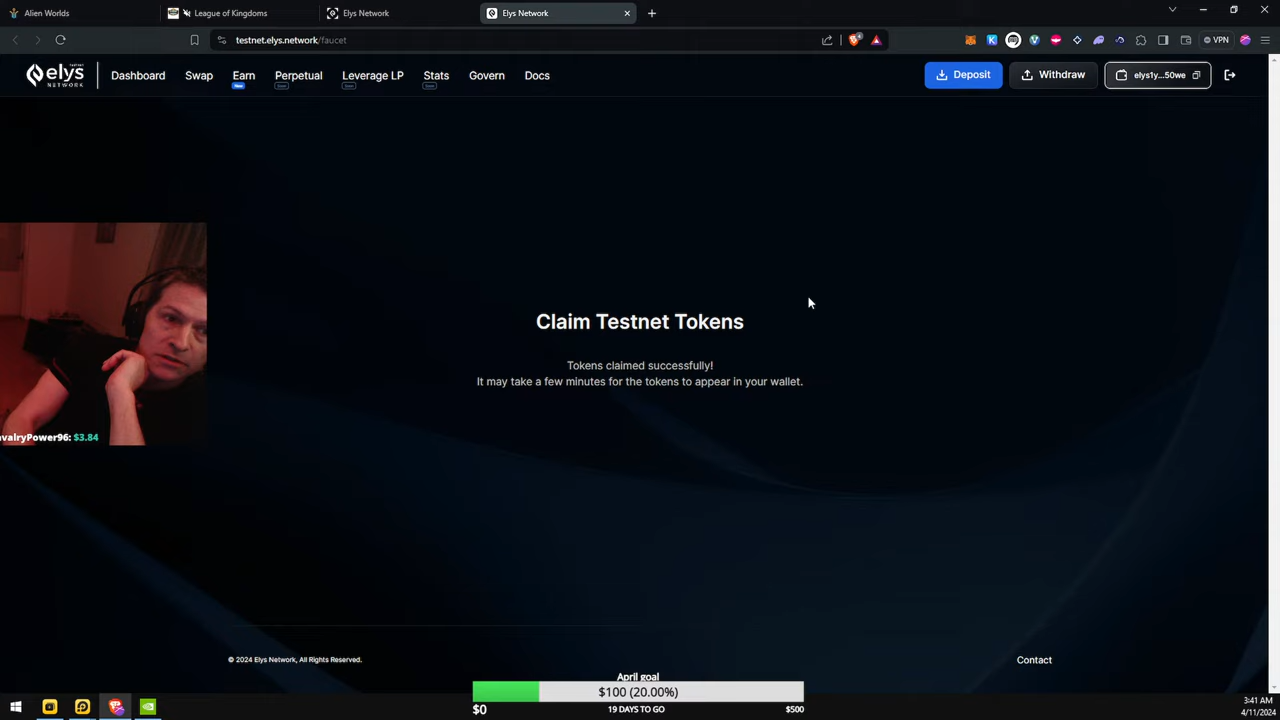 Alien Worlds
League of Kingdoms
Elys Network
Elys Network
testnet.elys.network/faucet
VPN
testnet
elys
NETWORK
Dashboard
Swap
Earn
Perpetual
Leverage LP
Stats
Govern
Docs
Deposit
Withdraw
elys1y...50we
Claim Testnet Tokens
Tokens claimed successfully!
It may take a few minutes for the tokens to appear in your wallet.
avalryPower96: $3.84
© 2024 Elys Network, All Rights Reserved.
Contact
April goal
$100 (20.00%)
$0
19 DAYS TO GO
$500
3:41 AM
4/11/2024